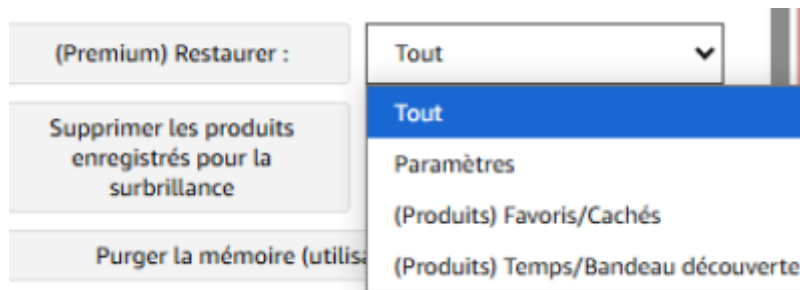 (Premium) Restaurer :
Tout
Tout
Paramètres
(Produits) Favoris/Cachés
(Produits) Temps/Bandeau découverte
Supprimer les produits
enregistrés pour la
surbrillance
Purger la mémoire